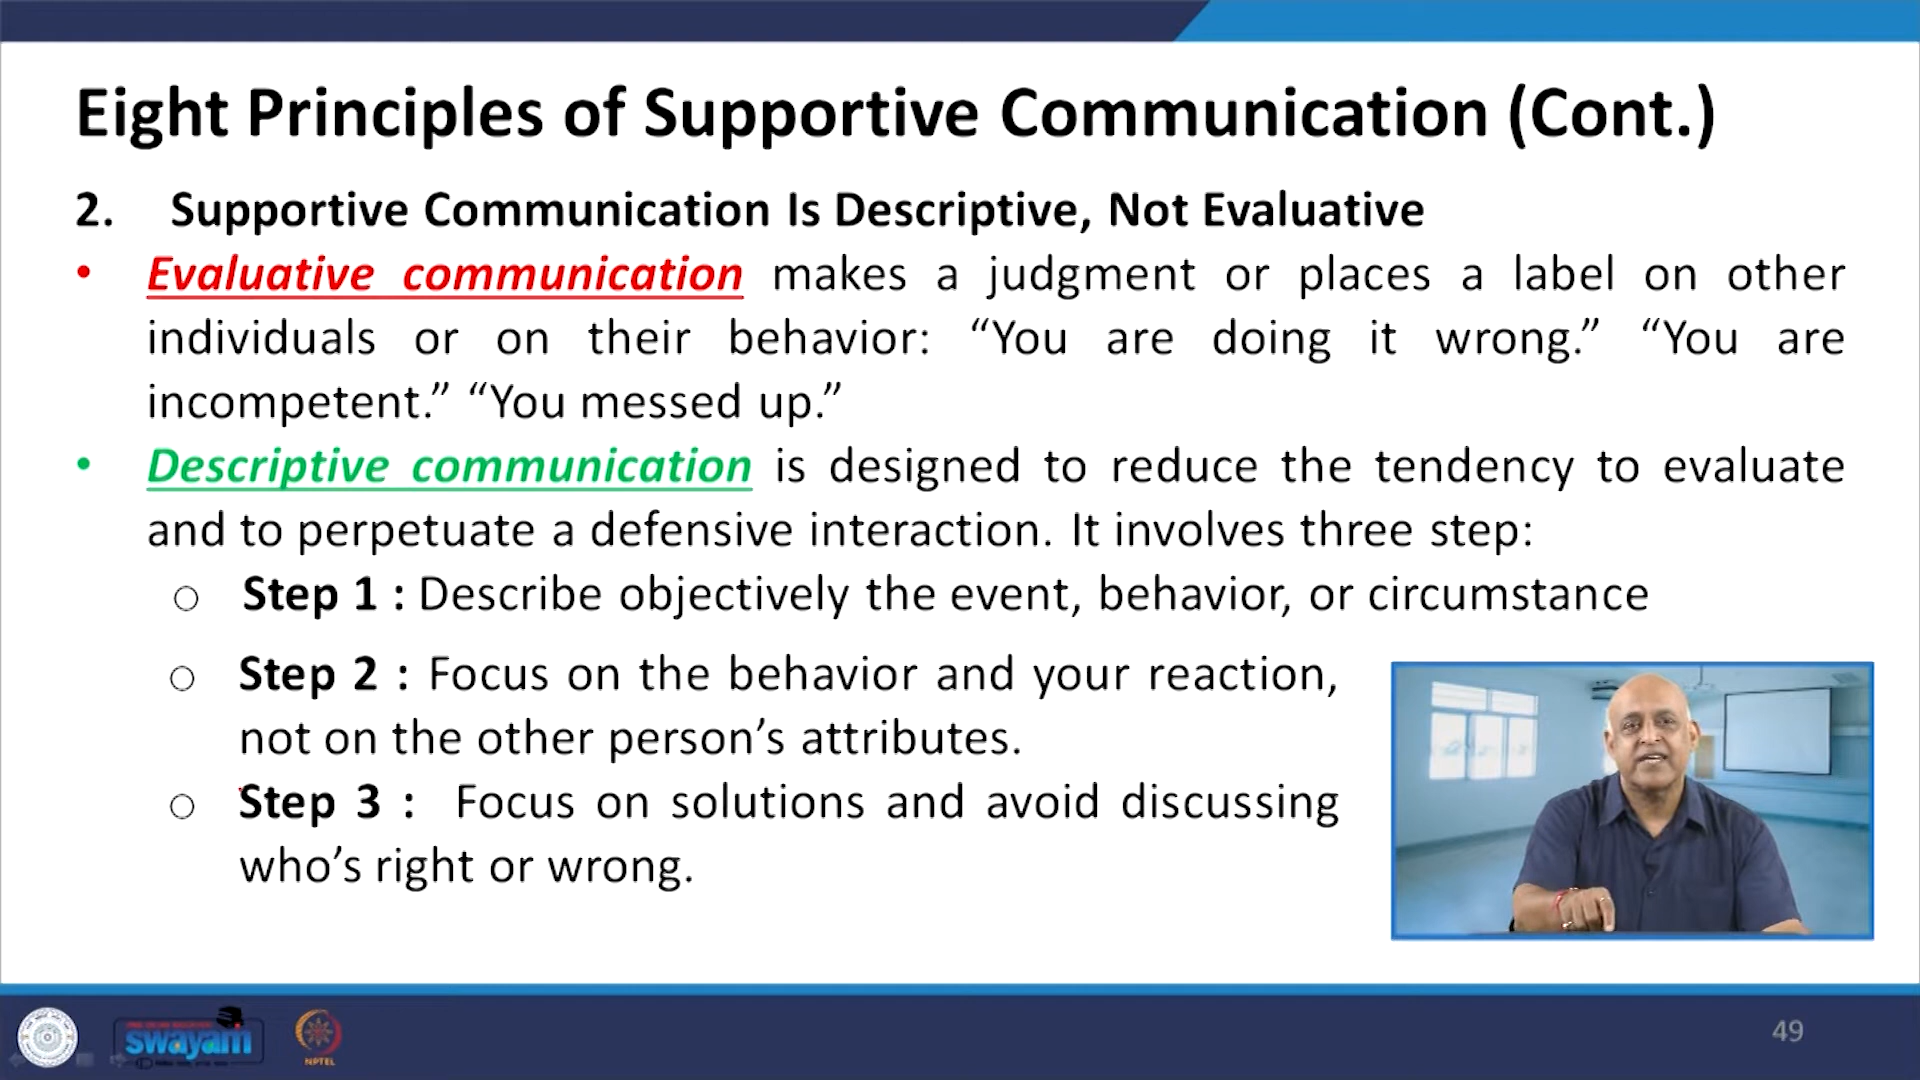 Eight Principles of Supportive Communication (Cont.)
2. Supportive Communication Is Descriptive, Not Evaluative
• Evaluative communication makes a judgment or places a label on other
individuals or on their behavior: “You are doing it wrong.” “You are
incompetent.” “You messed up.”
• Descriptive communication is designed to reduce the tendency to evaluate
and to perpetuate a defensive interaction. It involves three step:
○ Step 1 : Describe objectively the event, behavior, or circumstance
○ Step 2 : Focus on the behavior and your reaction,
not on the other person’s attributes.
○ Step 3 : Focus on solutions and avoid discussing
who’s right or wrong.
swayam
NPTEL
49